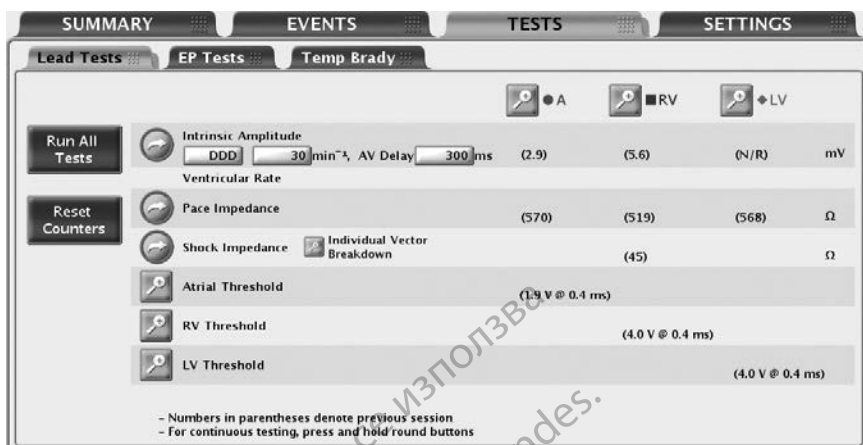 SUMMARY EVENTS TESTS SETTINGS
Lead Tests EP Tests Temp Brady
A RV LV
Run All Tests
Intrinsic Amplitude
DDD 30 min⁻¹, AV Delay 300 ms (2.9) (5.6) (N/R) mV
Ventricular Rate
Reset Counters
Pace Impedance (570) (519) (568) Ω
Shock Impedance Individual Vector Breakdown (45) Ω
Atrial Threshold (1.9 V @ 0.4 ms)
RV Threshold (4.0 V @ 0.4 ms)
LV Threshold (4.0 V @ 0.4 ms)
– Numbers in parentheses denote previous session
– For continuous testing, press and hold round buttons
се използва
des.